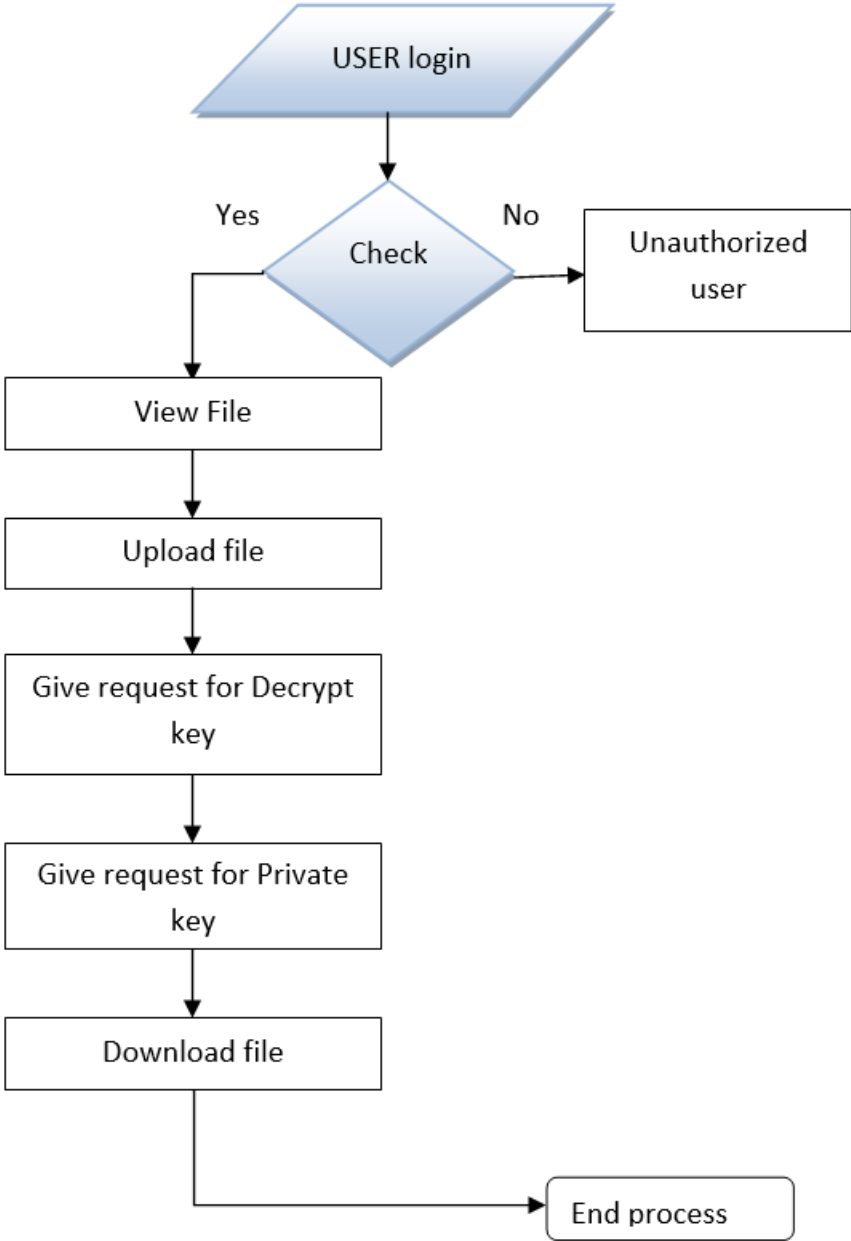 USER login
Yes
No
Check
Unauthorized
user
View File
Upload file
Give request for Decrypt
key
Give request for Private
key
Download file
End process